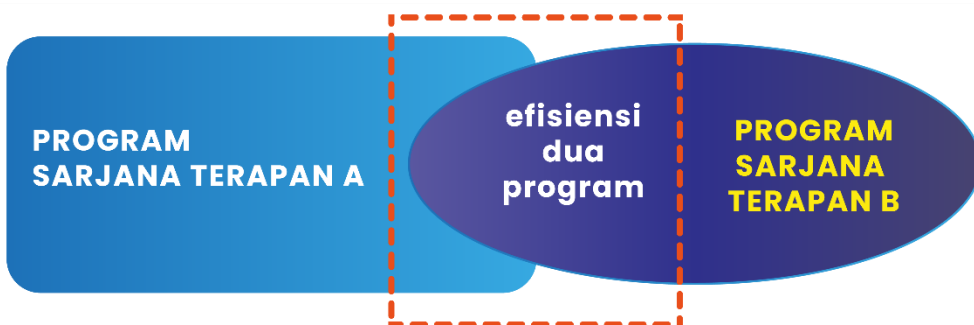 PROGRAM
SARJANA TERAPAN A
efisiensi
dua
program
PROGRAM
SARJANA
TERAPAN B